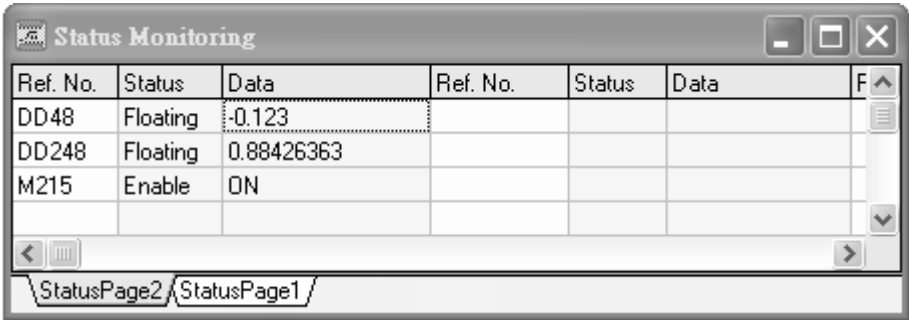 Status Monitoring
Ref. No. Status Data Ref. No. Status Data F
DD48 Floating -0.123
DD248 Floating 0.88426363
M215 Enable ON
StatusPage2 StatusPage1